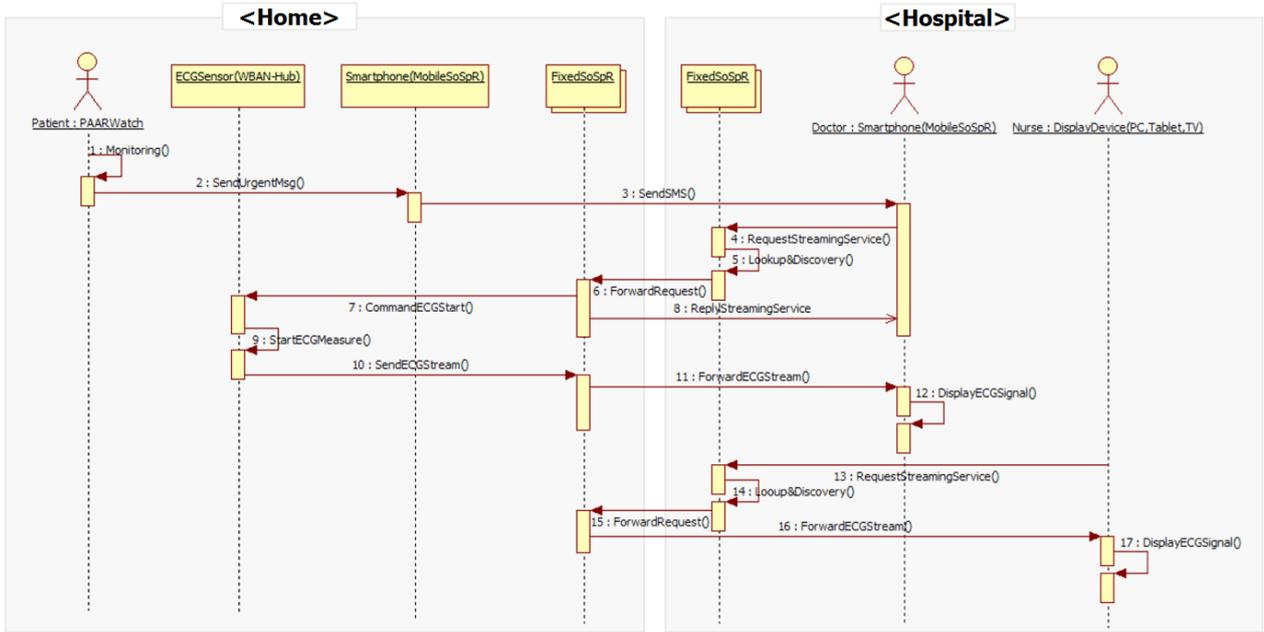 <Home>
<Hospital>
ECGSensor(WBAN-Hub)
Smartphone(MobileSoSpR)
FixedSoSpR
FixedSoSpR
Patient : PAARWatch
Doctor : Smartphone(MobileSoSpR)
Nurse : DisplayDevice(PC,Tablet,TV)
1 : Monitoring()
2 : SendUrgentMsg()
3 : SendSMS()
4 : RequestStreamingService()
5 : Lookup&Discovery()
6 : ForwardRequest()
7 : CommandECGStart()
8 : ReplyStreamingService
9 : StartECGMeasure()
10 : SendECGStream()
11 : ForwardECGStream()
12 : DisplayECGSignal()
13 : RequestStreamingService()
14 : Looup&Discovery()
15 : ForwardRequest()
16 : ForwardECGStream()
17 : DisplayECGSignal()